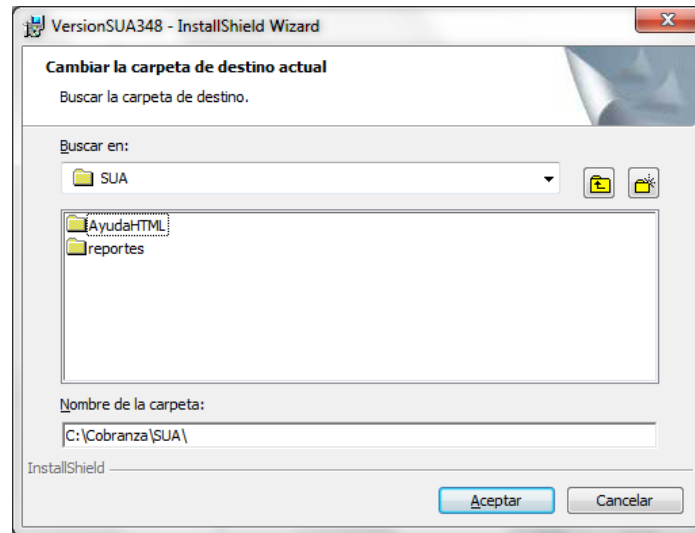 VersionSUA348 - InstallShield Wizard
Cambiar la carpeta de destino actual
Buscar la carpeta de destino.
Buscar en:
SUA
AyudaHTML
reportes
Nombre de la carpeta:
C:\Cobranza\SUA\
InstallShield
Aceptar Cancelar